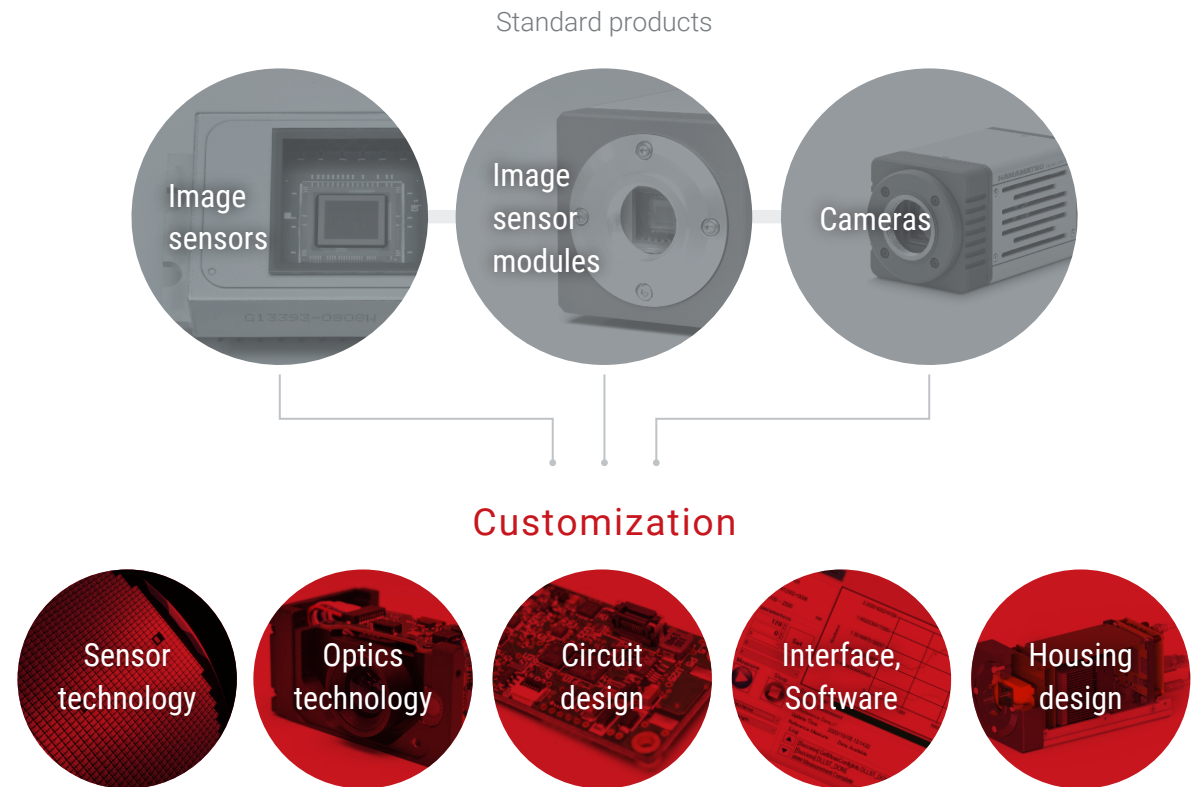 Standard products
Image
sensors
Image
sensor
modules
Cameras
HAMAMATSU
Customization
Sensor
technology
Optics
technology
Circuit
design
Interface,
Software
Housing
design